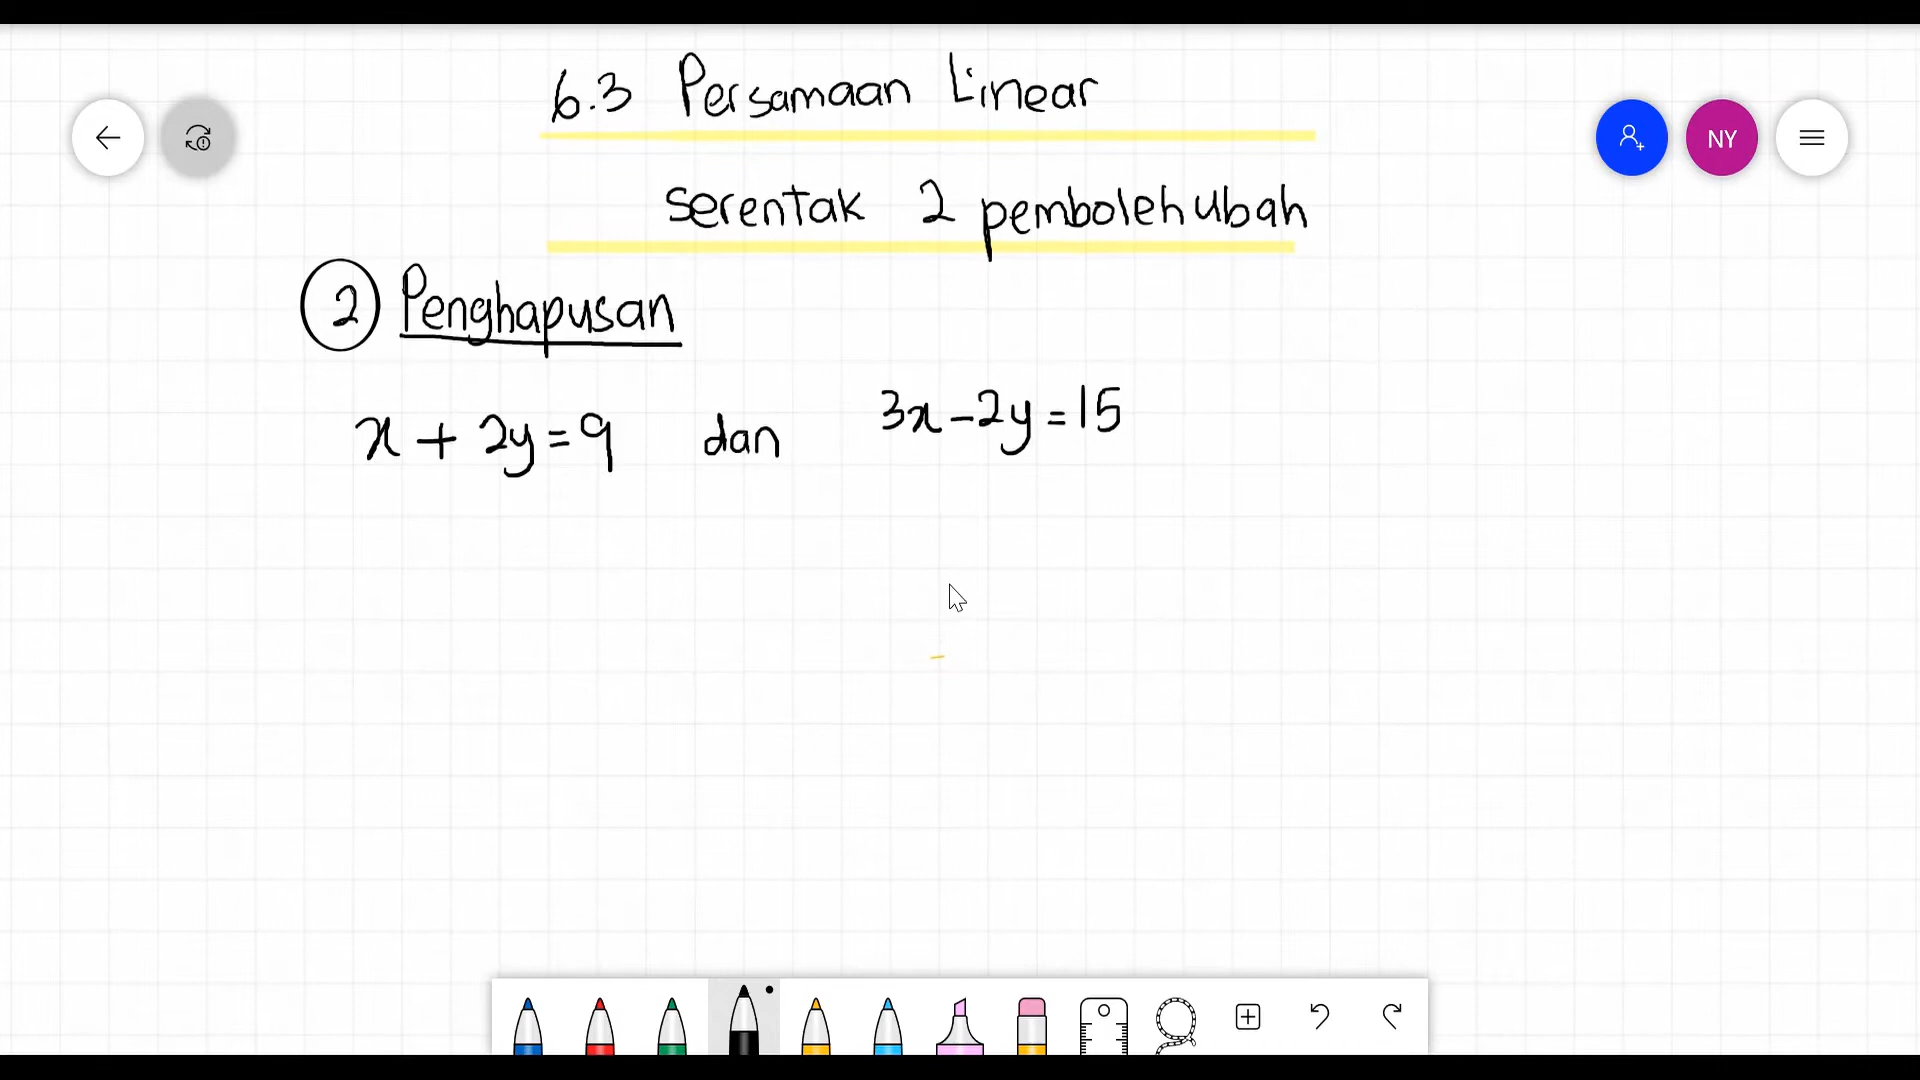 6.3 Persamaan Linear
serentak 2 pembolehubah
NY
2 Penghapusan
x + 2y = 9 dan 3x - 2y = 15